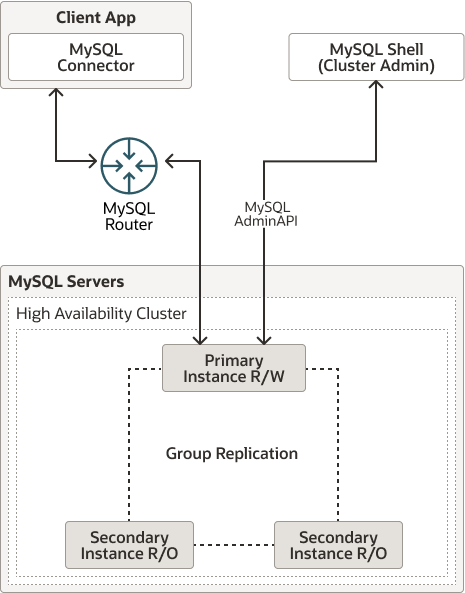 Client App
MySQL
Connector
MySQL Shell
(Cluster Admin)
MySQL
Router
MySQL
AdminAPI
MySQL Servers
High Availability Cluster
Primary
Instance R/W
Group Replication
Secondary
Instance R/O
Secondary
Instance R/O